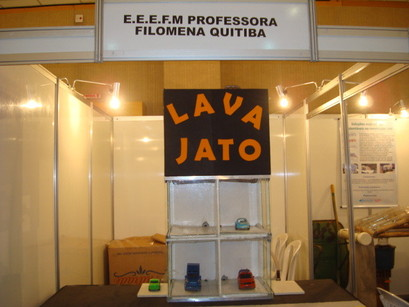 E.E.E.F.M PROFESSORA
FILOMENA QUITIBA
LAVA
JATO